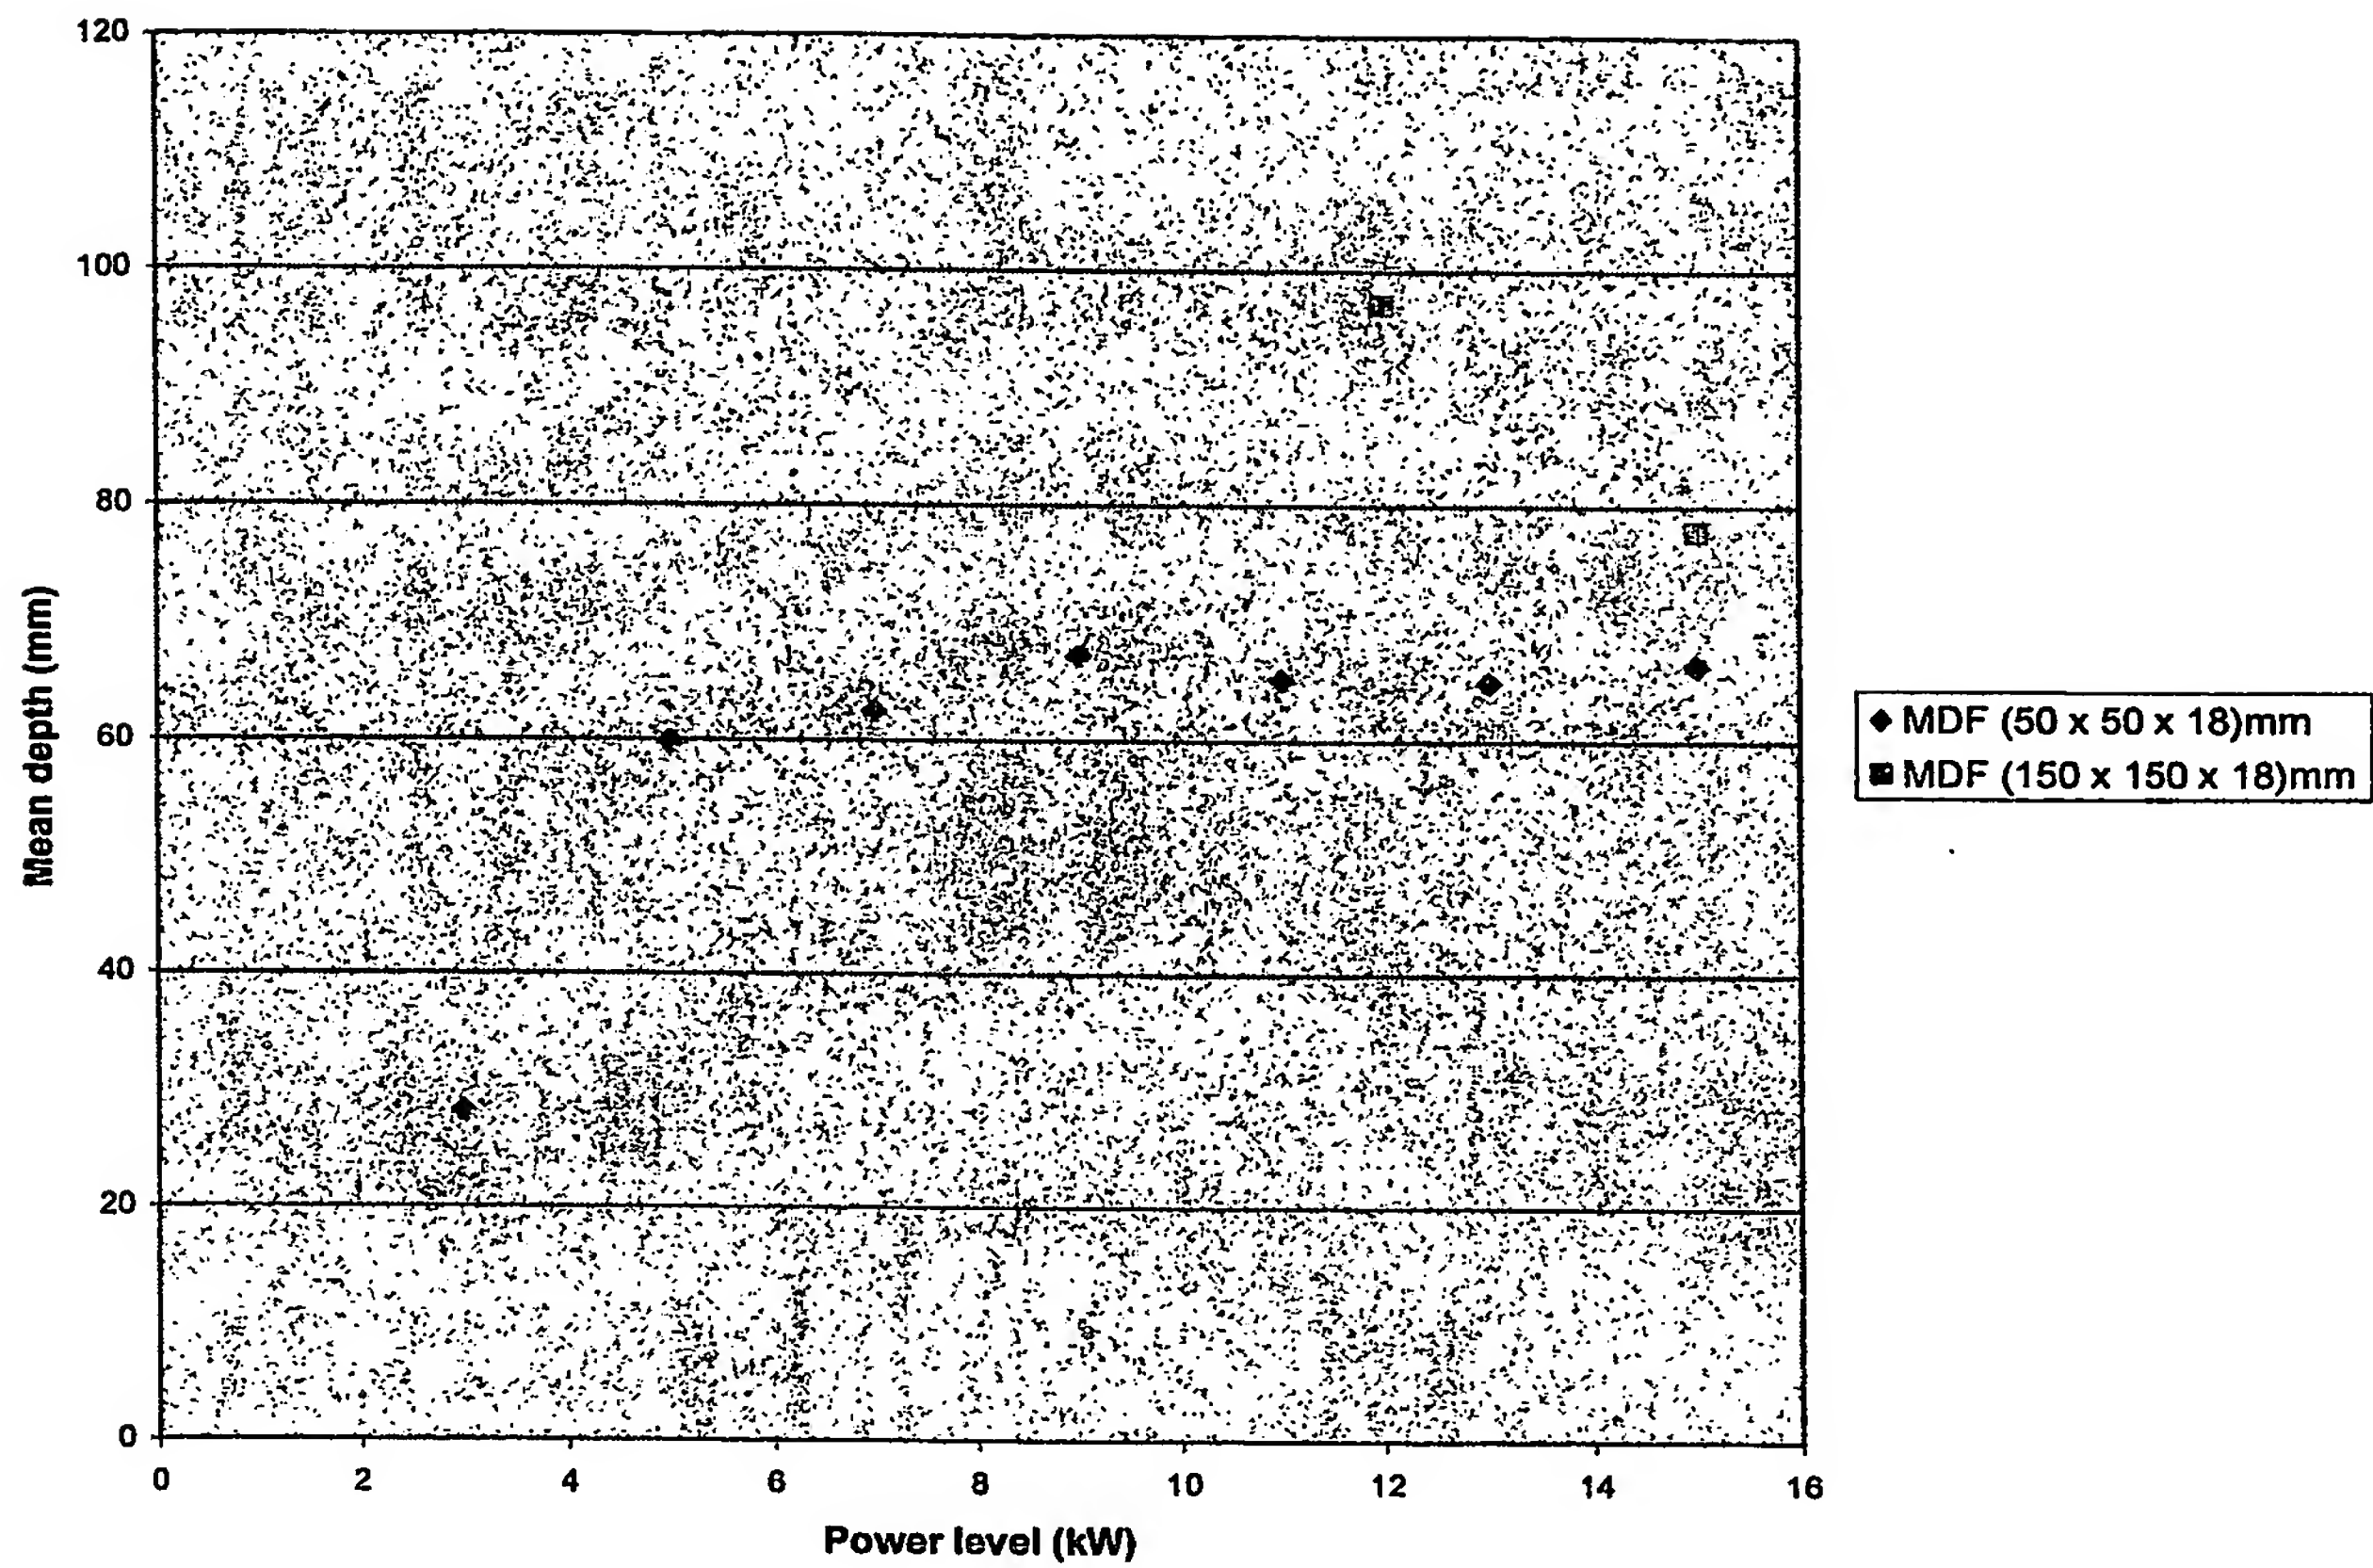 120
100
80
60
40
20
0
0 2 4 6 8 10 12 14 16
Mean depth (mm)
Power level (kW)
MDF (50 x 50 x 18)mm
MDF (150 x 150 x 18)mm